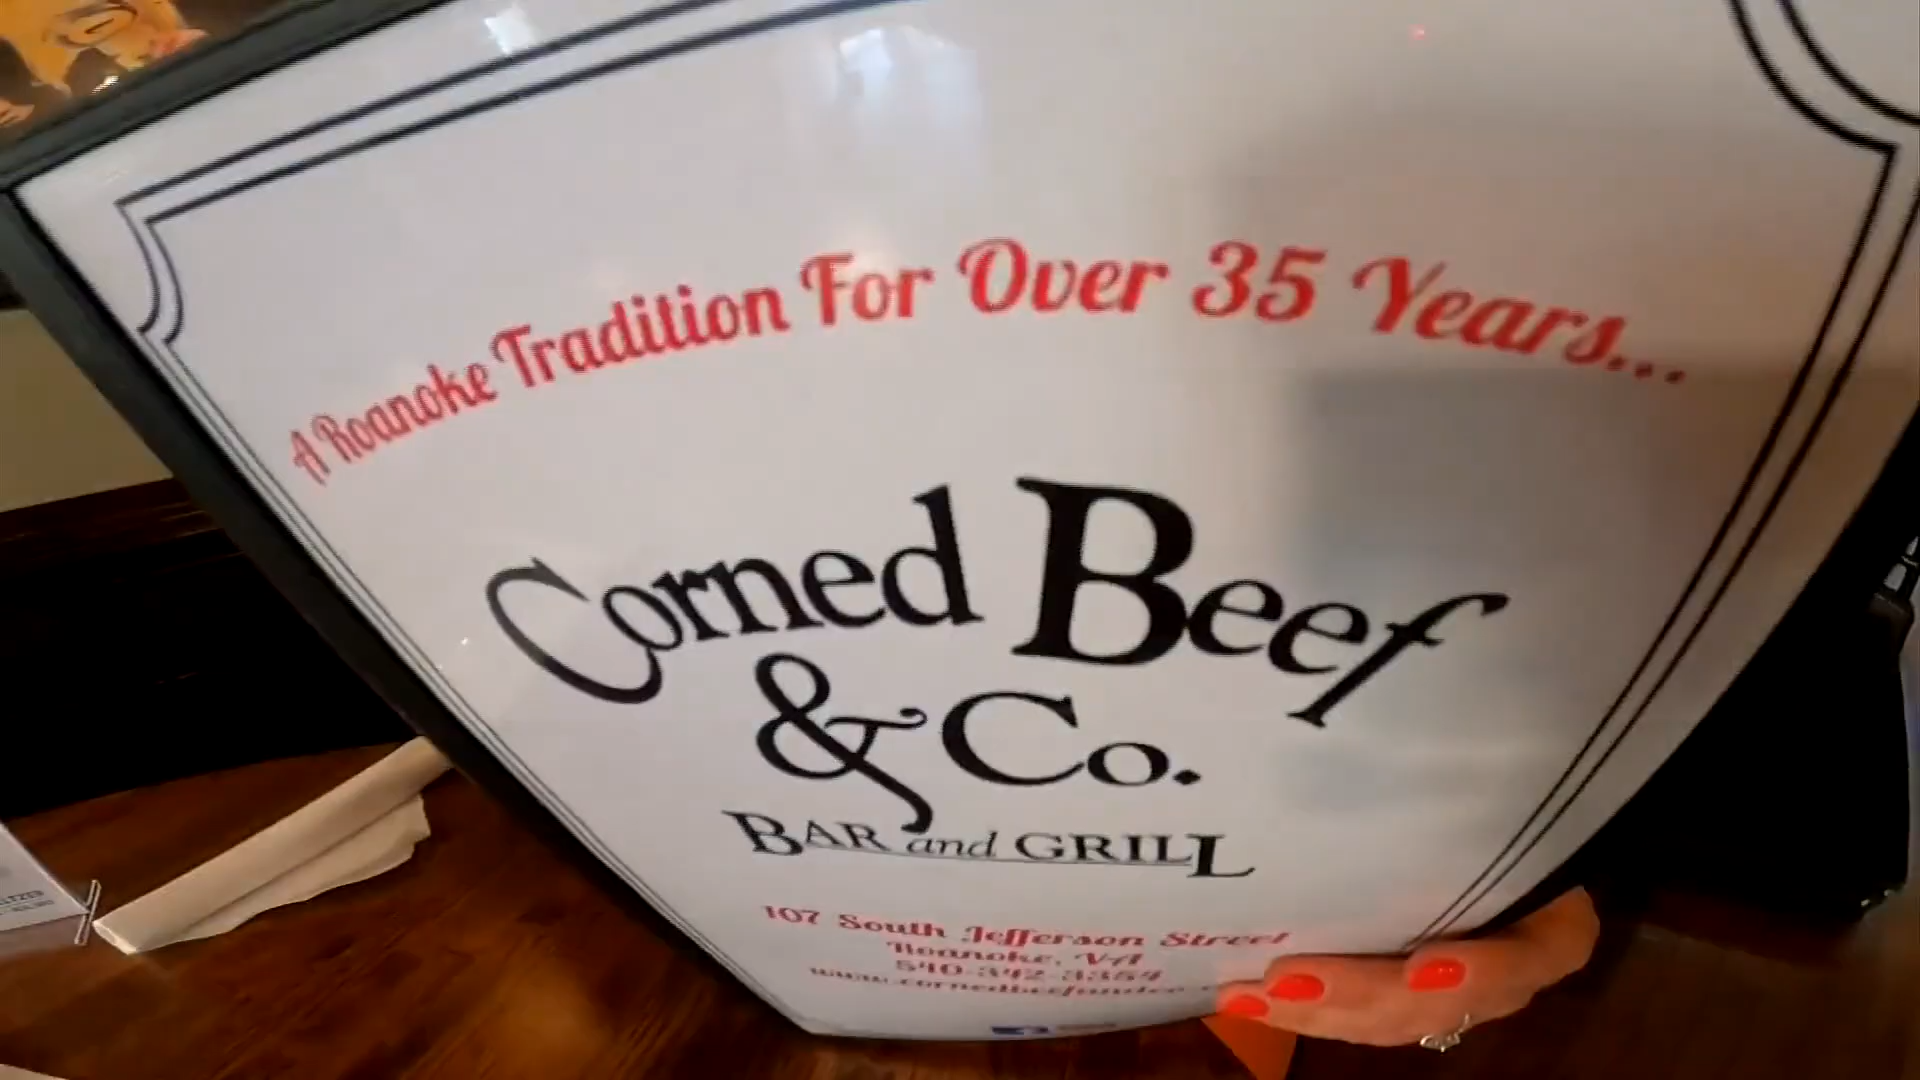 A Roanoke Tradition For Over 35 Years...
Corned Beef
& Co.
BAR and GRILL
107 South Jefferson Street
Roanoke, VA
540-342-3354